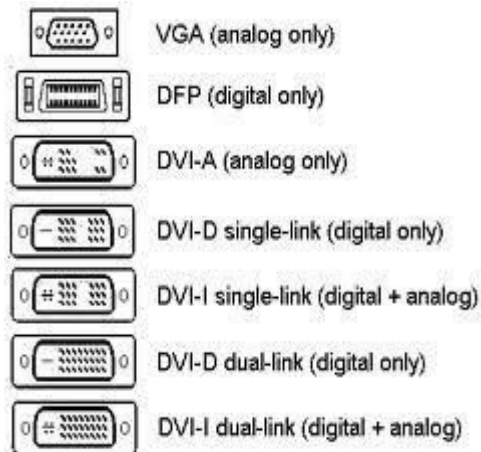 VGA (analog only)
DFP (digital only)
DVI-A (analog only)
DVI-D single-link (digital only)
DVI-I single-link (digital + analog)
DVI-D dual-link (digital only)
DVI-I dual-link (digital + analog)